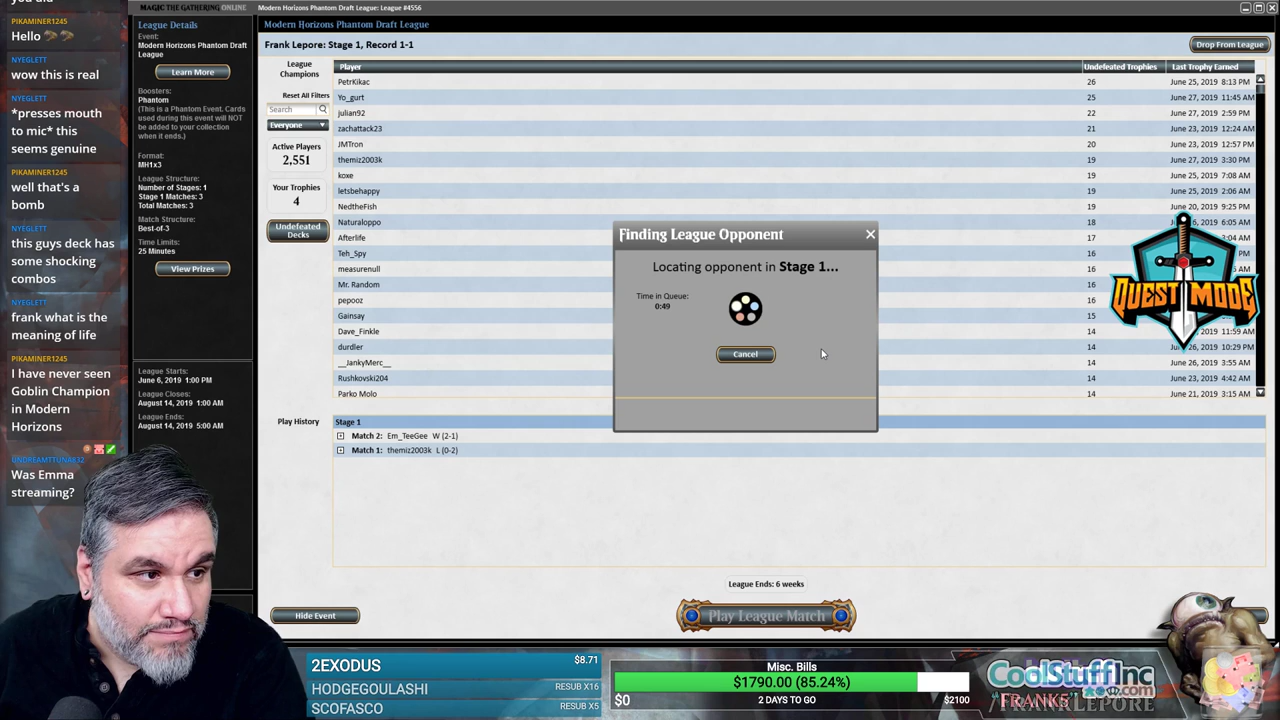 you did
PIKAMINER1245
Hello
NYEGLETT
wow this is real
NYEGLETT
*presses mouth
to mic* this
seems genuine
PIKAMINER1245
well that's a
bomb
NYEGLETT
this guys deck has
some shocking
combos
NYEGLETT
frank what is the
meaning of life
PIKAMINER1245
I have never seen
Goblin Champion
in Modern
Horizons
UNDREAMTTUNA832
Was Emma
streaming?
MAGIC THE GATHERING ONLINE
Modern Horizons Phantom Draft League: League #4556
League Details
Event:
Modern Horizons Phantom Draft
League
Learn More
Boosters:
Phantom
(This is a Phantom Event. Cards
used during this event will NOT
be added to your collection
when it ends.)
Format:
MH1x3
League Structure:
Number of Stages: 1
Stage 1 Matches: 3
Total Matches: 3
Match Structure:
Best-of-3
Time Limits:
25 Minutes
View Prizes
League Starts:
June 6, 2019 1:00 PM
League Closes:
August 14, 2019 1:00 AM
League Ends:
August 14, 2019 5:00 AM
Modern Horizons Phantom Draft League
Frank Lepore: Stage 1, Record 1-1
Drop From League
League
Champions
Reset All Filters
Search
Everyone
Active Players
2,551
Your Trophies
4
Undefeated
Decks
Player Undefeated Trophies Last Trophy Earned
PetrKikac 26 June 25, 2019 8:13 PM
Yo_gurt 25 June 27, 2019 11:45 AM
julian92 22 June 27, 2019 2:59 PM
zachattack23 21 June 23, 2019 12:24 AM
JMTron 20 June 23, 2019 12:57 PM
themiz2003k 19 June 27, 2019 3:30 PM
koxe 19 June 25, 2019 7:08 AM
letsbehappy 19 June 25, 2019 2:06 AM
NedtheFish 19 June 20, 2019 9:25 PM
Naturaloppo 18 6, 2019 6:05 AM
Afterlife 17 3:04 AM
Teh_Spy 16 PM
measurenull 16 AM
Mr. Random 16
pepooz 16
Gainsay 15
Dave_Finkle 14 11:59 AM
durdler 14 26, 2019 10:29 PM
__JankyMerc__ 14 June 26, 2019 3:55 AM
Rushkovski204 14 June 23, 2019 4:42 AM
Parko Molo 14 June 21, 2019 3:15 AM
Finding League Opponent
Locating opponent in Stage 1...
Time in Queue:
0:49
Cancel
QUEST MODE
Play History
Stage 1
Match 2: Em_TeeGee W (2-1)
Match 1: themiz2003k L (0-2)
League Ends: 6 weeks
Hide Event
Play League Match
2EXODUS $8.71
HODGEGOULASHI RESUB X16
SCOFASCO RESUB X5
Misc. Bills
$1790.00 (85.24%)
$0 2 DAYS TO GO $2100
CoolStuffInc
.com
/FRANKLEPORE